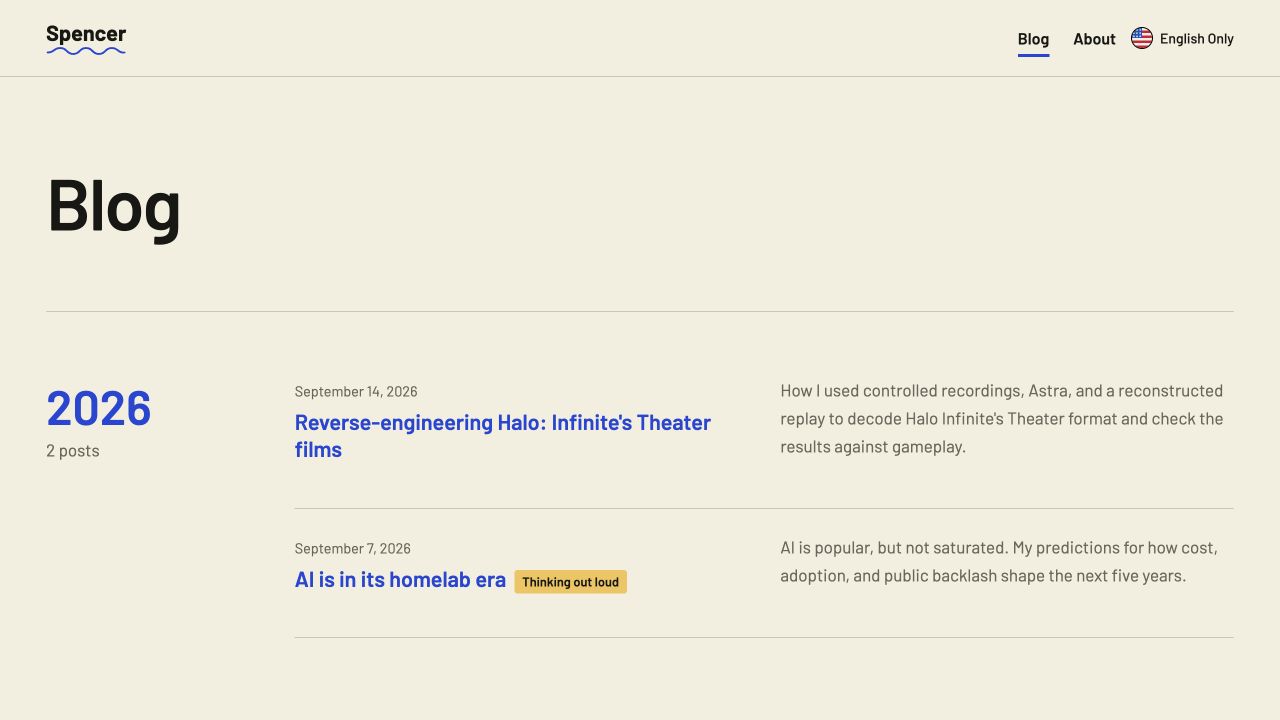 Spencer
Blog
About
English Only
Blog
2026
2 posts
September 14, 2026
Reverse-engineering Halo: Infinite's Theater
films
How I used controlled recordings, Astra, and a reconstructed
replay to decode Halo Infinite's Theater format and check the
results against gameplay.
September 7, 2026
AI is in its homelab era
Thinking out loud
AI is popular, but not saturated. My predictions for how cost,
adoption, and public backlash shape the next five years.